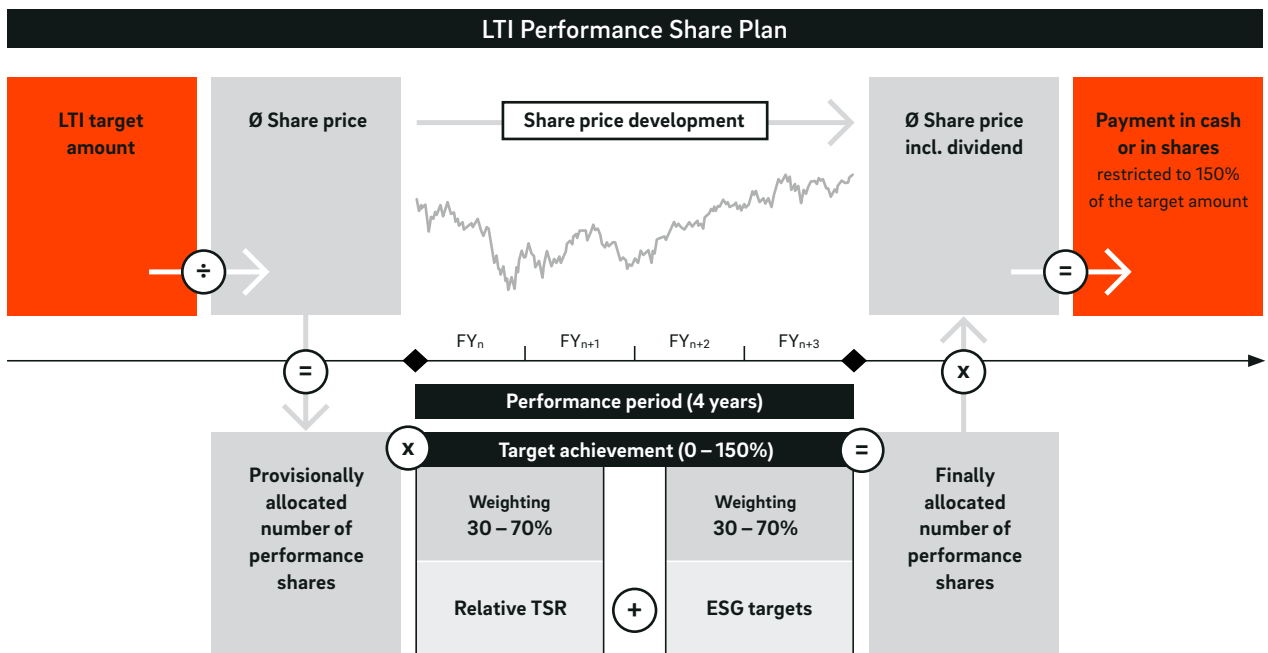 LTI Performance Share Plan
LTI target
amount
÷
Ø Share price
Share price development
Ø Share price
incl. dividend
=
Payment in cash
or in shares
restricted to 150%
of the target amount
FYn
FYn+1
FYn+2
FYn+3
=
x
Performance period (4 years)
Provisionally
allocated
number of
performance
shares
x
Target achievement (0 – 150%)
=
Weighting
30 – 70%
Relative TSR
+
Weighting
30 – 70%
ESG targets
Finally
allocated
number of
performance
shares